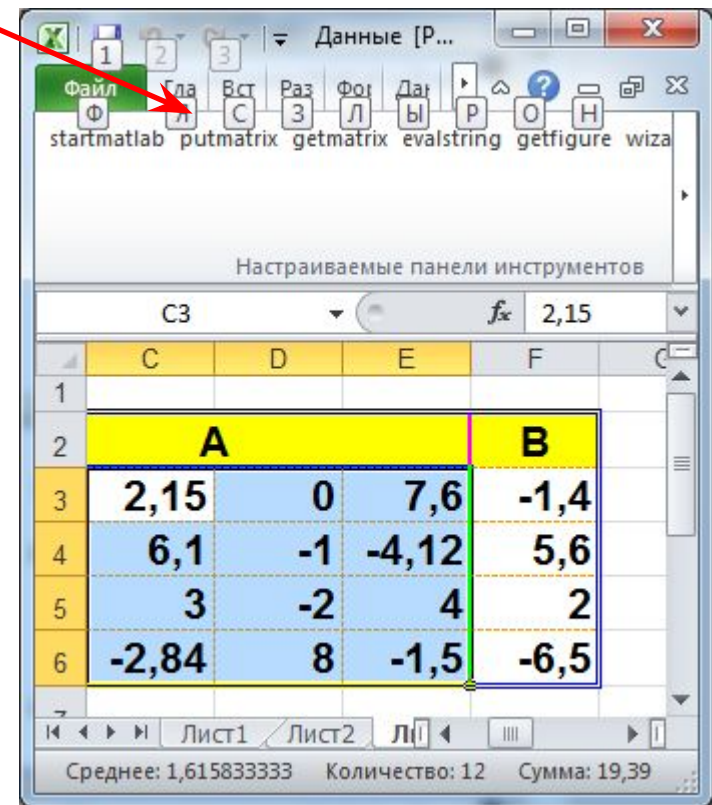 Данные [P...
1 2 3
Файл Гла Вст Раз Фо Да
Ф Л С З Л Ы Р О Н
startmatlab putmatrix getmatrix evalstring getfigure wiza
Настраиваемые панели инструментов
C3 fx 2,15
C D E F
1
2 A B
3 2,15 0 7,6 -1,4
4 6,1 -1 -4,12 5,6
5 3 -2 4 2
6 -2,84 8 -1,5 -6,5
Лист1 Лист2 Ли
Среднее: 1,615833333 Количество: 12 Сумма: 19,39